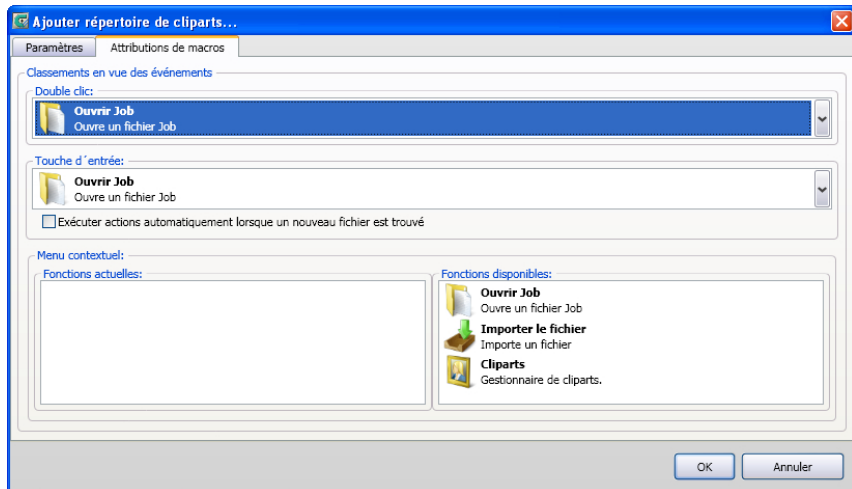 Ajouter répertoire de cliparts...
Paramètres
Attributions de macros
Classements en vue des événements
Double clic:
Ouvrir Job
Ouvre un fichier Job
Touche d´entrée:
Ouvrir Job
Ouvre un fichier Job
Exécuter actions automatiquement lorsque un nouveau fichier est trouvé
Menu contextuel:
Fonctions actuelles:
Fonctions disponibles:
Ouvrir Job
Ouvre un fichier Job
Importer le fichier
Importe un fichier
Cliparts
Gestionnaire de cliparts.
OK
Annuler